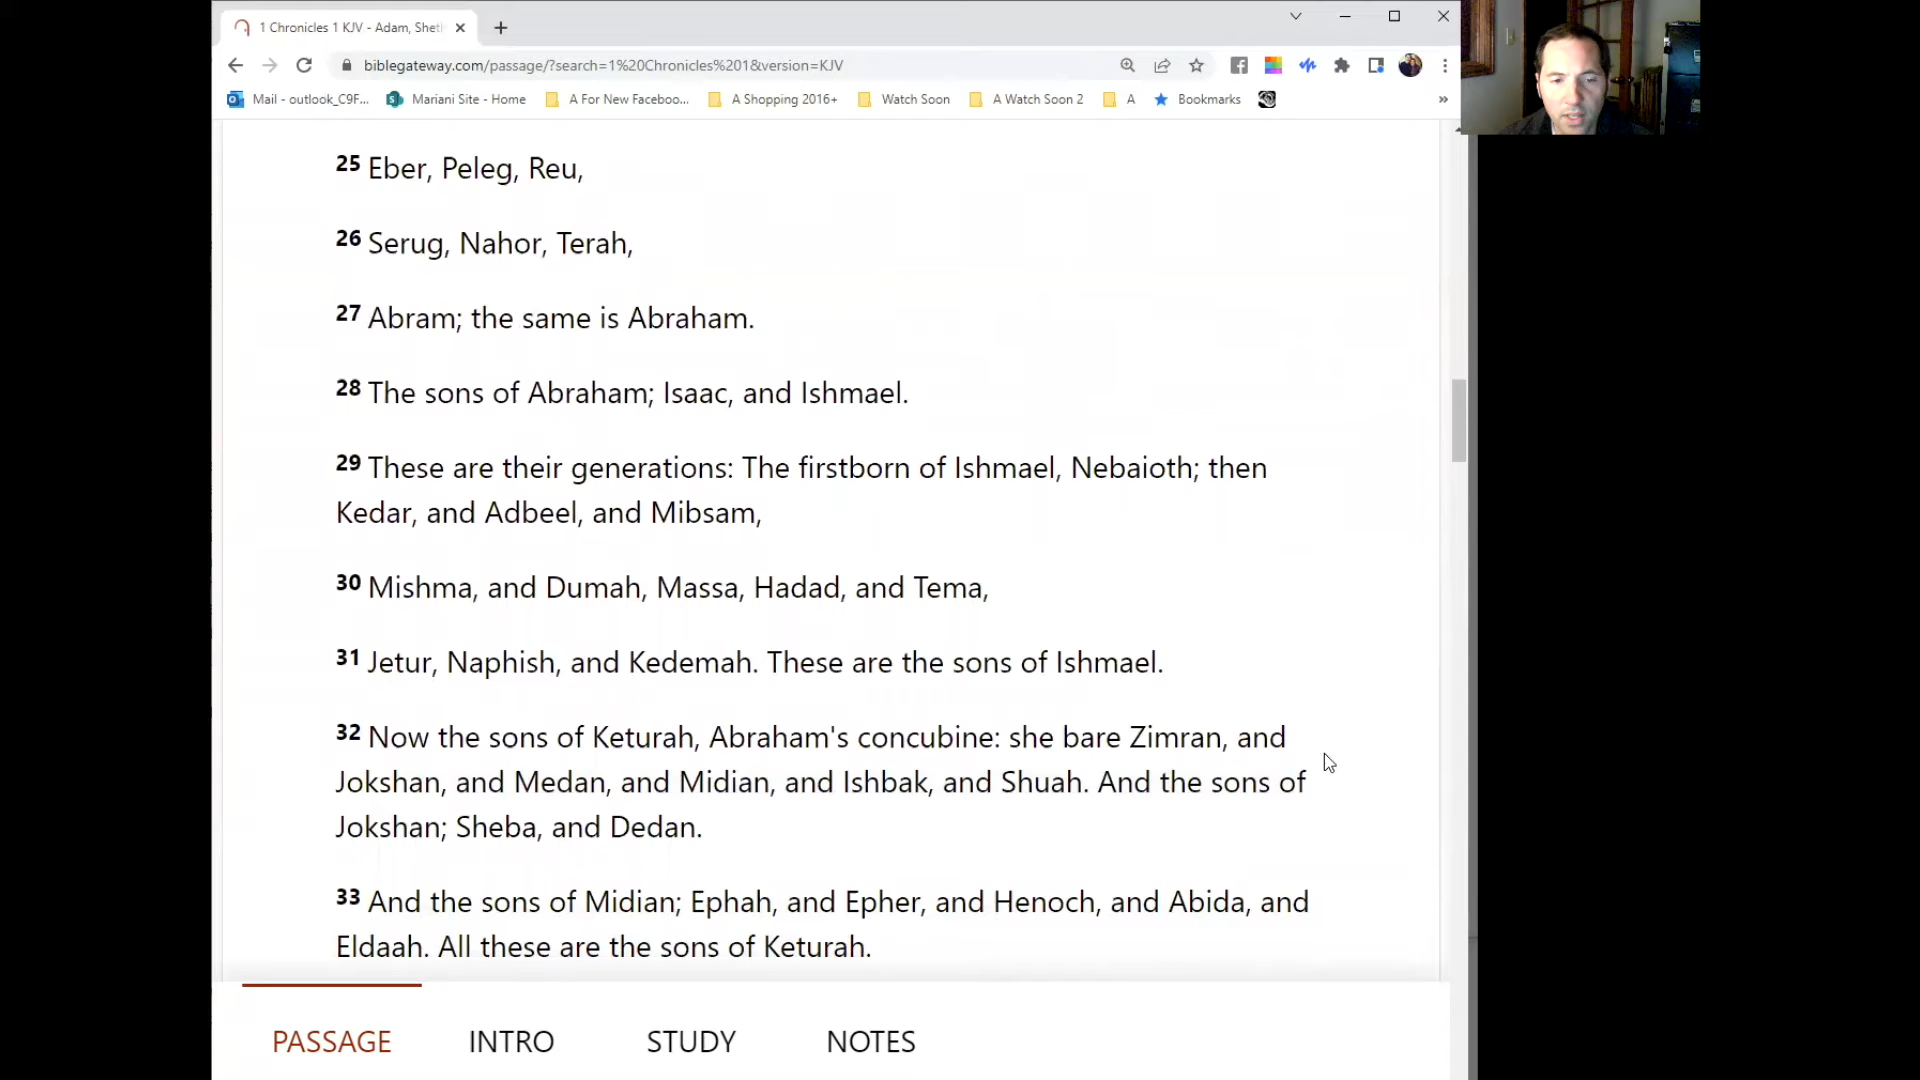 1 Chronicles 1 KJV - Adam, Sheth
biblegateway.com/passage/?search=1%20Chronicles%201&version=KJV
Mail - outlook_C9F... Mariani Site - Home A For New Faceboo... A Shopping 2016+ Watch Soon A Watch Soon 2 A Bookmarks »
25 Eber, Peleg, Reu,
26 Serug, Nahor, Terah,
27 Abram; the same is Abraham.
28 The sons of Abraham; Isaac, and Ishmael.
29 These are their generations: The firstborn of Ishmael, Nebaioth; then
Kedar, and Adbeel, and Mibsam,
30 Mishma, and Dumah, Massa, Hadad, and Tema,
31 Jetur, Naphish, and Kedemah. These are the sons of Ishmael.
32 Now the sons of Keturah, Abraham's concubine: she bare Zimran, and
Jokshan, and Medan, and Midian, and Ishbak, and Shuah. And the sons of
Jokshan; Sheba, and Dedan.
33 And the sons of Midian; Ephah, and Epher, and Henoch, and Abida, and
Eldaah. All these are the sons of Keturah.
PASSAGE INTRO STUDY NOTES